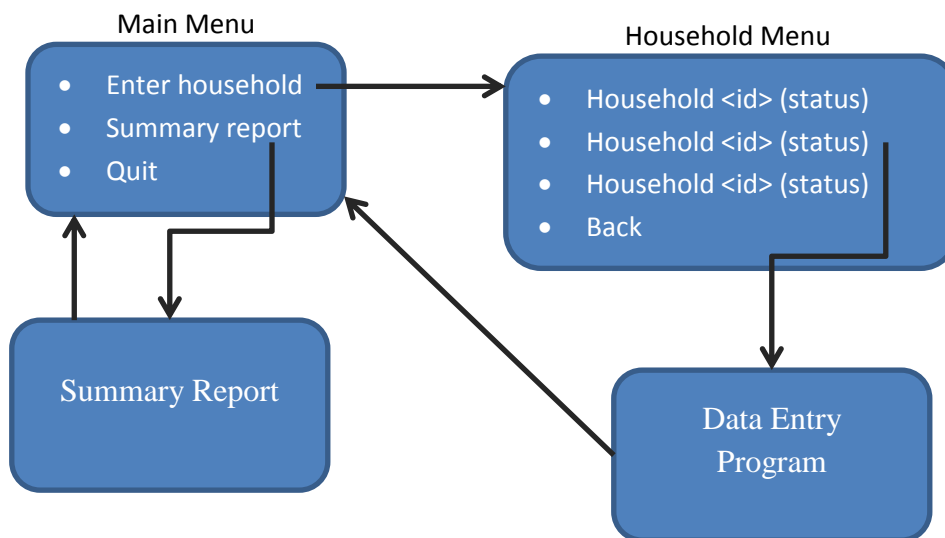 Main Menu
• Enter household
• Summary report
• Quit
Household Menu
• Household <id> (status)
• Household <id> (status)
• Household <id> (status)
• Back
Summary Report
Data Entry
Program